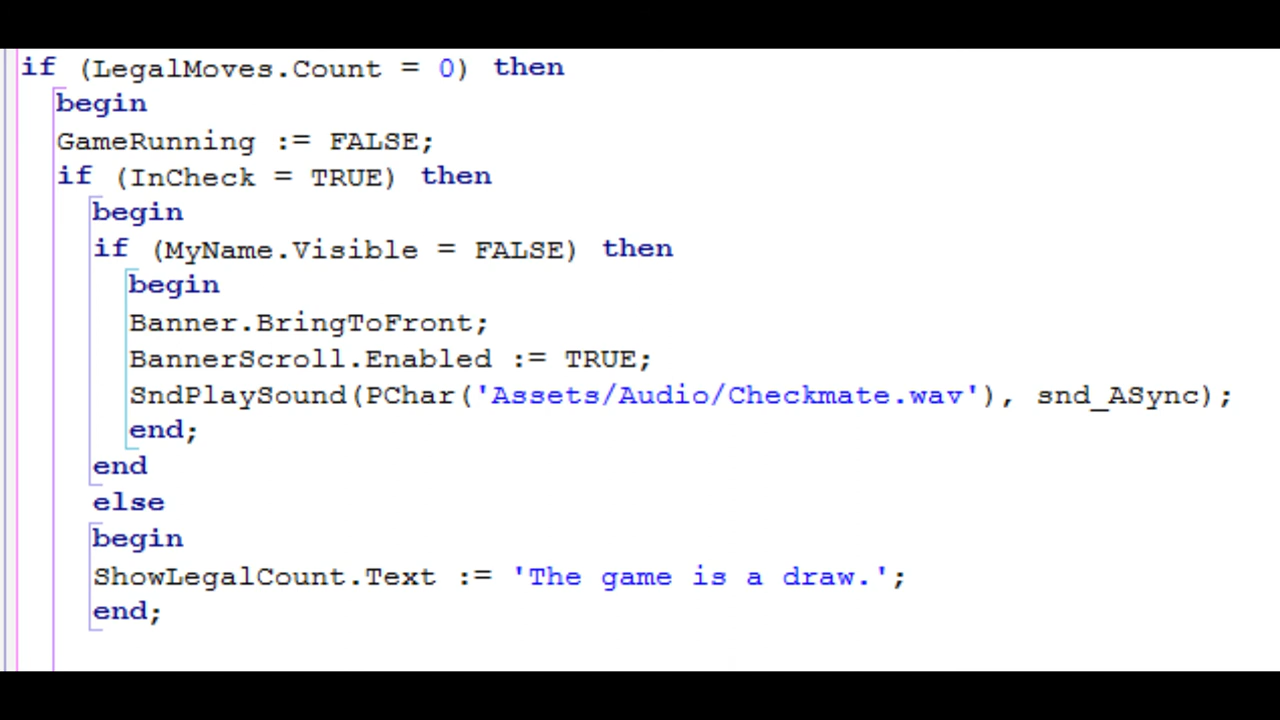 if (LegalMoves.Count = 0) then
begin
GameRunning := FALSE;
if (InCheck = TRUE) then
begin
if (MyName.Visible = FALSE) then
begin
Banner.BringToFront;
BannerScroll.Enabled := TRUE;
SndPlaySound(PChar('Assets/Audio/Checkmate.wav'), snd_ASync);
end;
end
else
begin
ShowLegalCount.Text := 'The game is a draw.';
end;